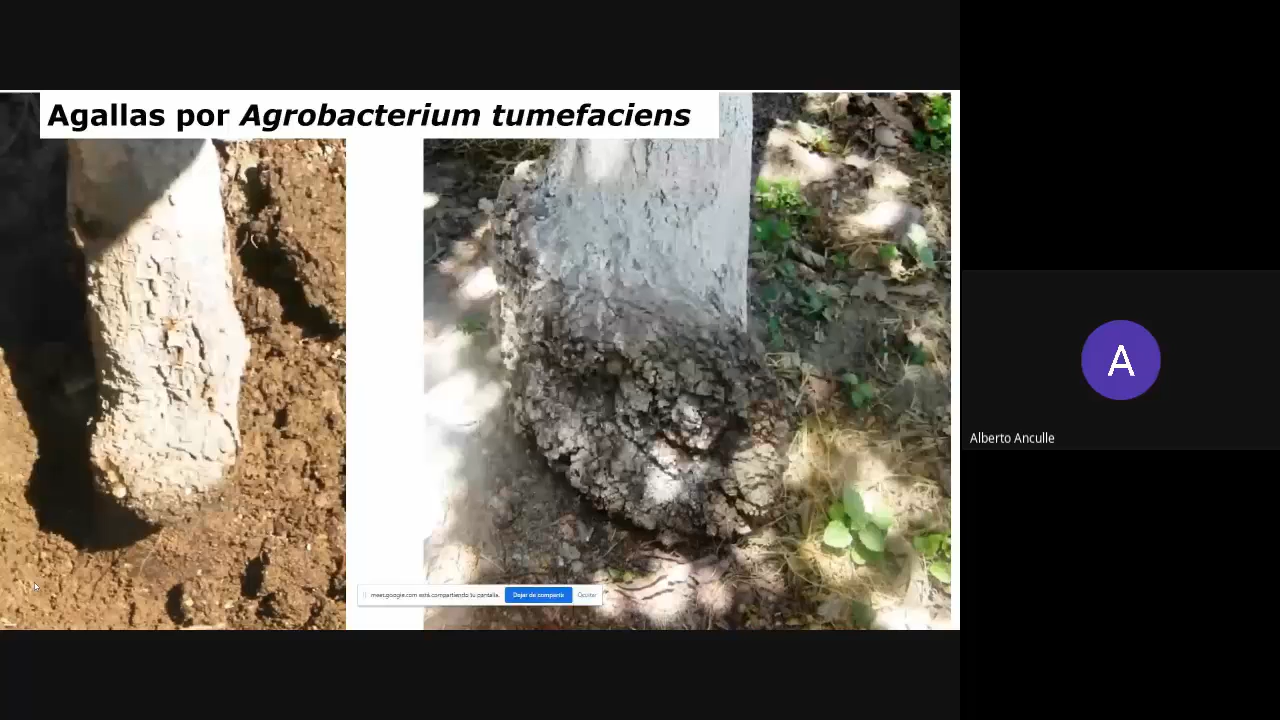 Agallas por Agrobacterium tumefaciens
meet.google.com está compartiendo tu pantalla.
Dejar de compartir
Ocultar
A
Alberto Anculle